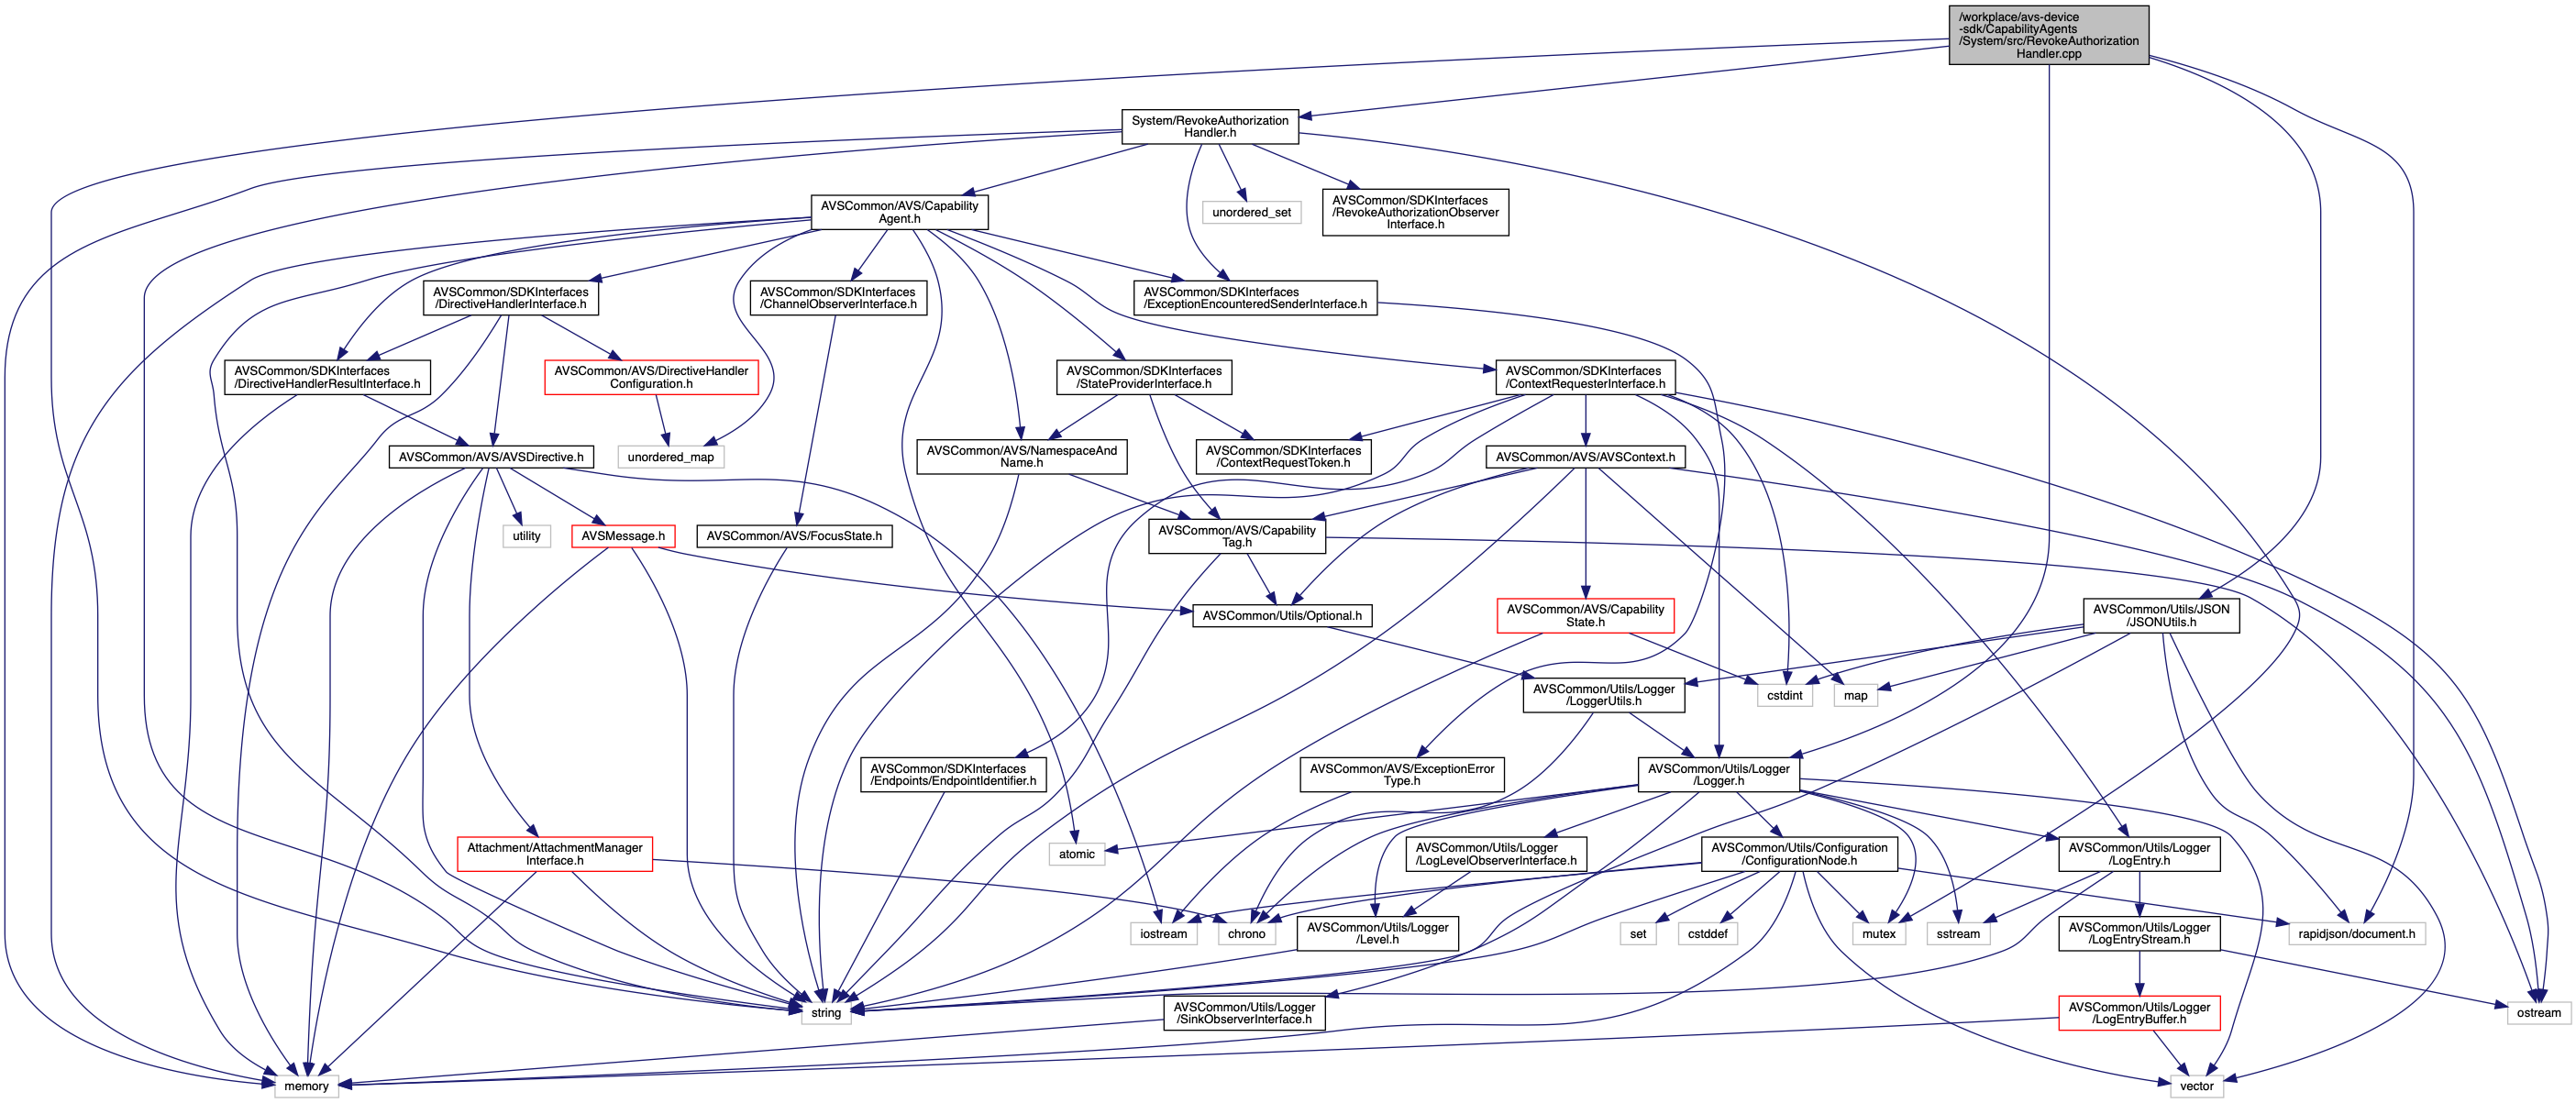 /workplace/avs-device
-sdk/CapabilityAgents
/System/src/RevokeAuthorization
Handler.cpp
System/RevokeAuthorization
Handler.h
AVSCommon/AVS/Capability
Agent.h
unordered_set
AVSCommon/SDKInterfaces
/RevokeAuthorizationObserver
Interface.h
AVSCommon/SDKInterfaces
/DirectiveHandlerInterface.h
AVSCommon/SDKInterfaces
/ChannelObserverInterface.h
AVSCommon/SDKInterfaces
/ExceptionEncounteredSenderInterface.h
AVSCommon/SDKInterfaces
/DirectiveHandlerResultInterface.h
AVSCommon/AVS/DirectiveHandler
Configuration.h
AVSCommon/SDKInterfaces
/StateProviderInterface.h
AVSCommon/SDKInterfaces
/ContextRequesterInterface.h
AVSCommon/AVS/AVSDirective.h
unordered_map
AVSCommon/AVS/NamespaceAnd
Name.h
AVSCommon/SDKInterfaces
/ContextRequestToken.h
AVSCommon/AVS/AVSContext.h
utility
AVSMessage.h
AVSCommon/AVS/FocusState.h
AVSCommon/AVS/Capability
Tag.h
AVSCommon/Utils/Optional.h
AVSCommon/AVS/Capability
State.h
AVSCommon/Utils/JSON
/JSONUtils.h
AVSCommon/Utils/Logger
/LoggerUtils.h
cstdint
map
AVSCommon/SDKInterfaces
/Endpoints/EndpointIdentifier.h
AVSCommon/AVS/ExceptionError
Type.h
AVSCommon/Utils/Logger
/Logger.h
Attachment/AttachmentManager
Interface.h
atomic
AVSCommon/Utils/Logger
/LogLevelObserverInterface.h
AVSCommon/Utils/Configuration
/ConfigurationNode.h
AVSCommon/Utils/Logger
/LogEntry.h
iostream
chrono
AVSCommon/Utils/Logger
/Level.h
set
cstddef
mutex
sstream
AVSCommon/Utils/Logger
/LogEntryStream.h
rapidjson/document.h
string
AVSCommon/Utils/Logger
/SinkObserverInterface.h
AVSCommon/Utils/Logger
/LogEntryBuffer.h
ostream
memory
vector